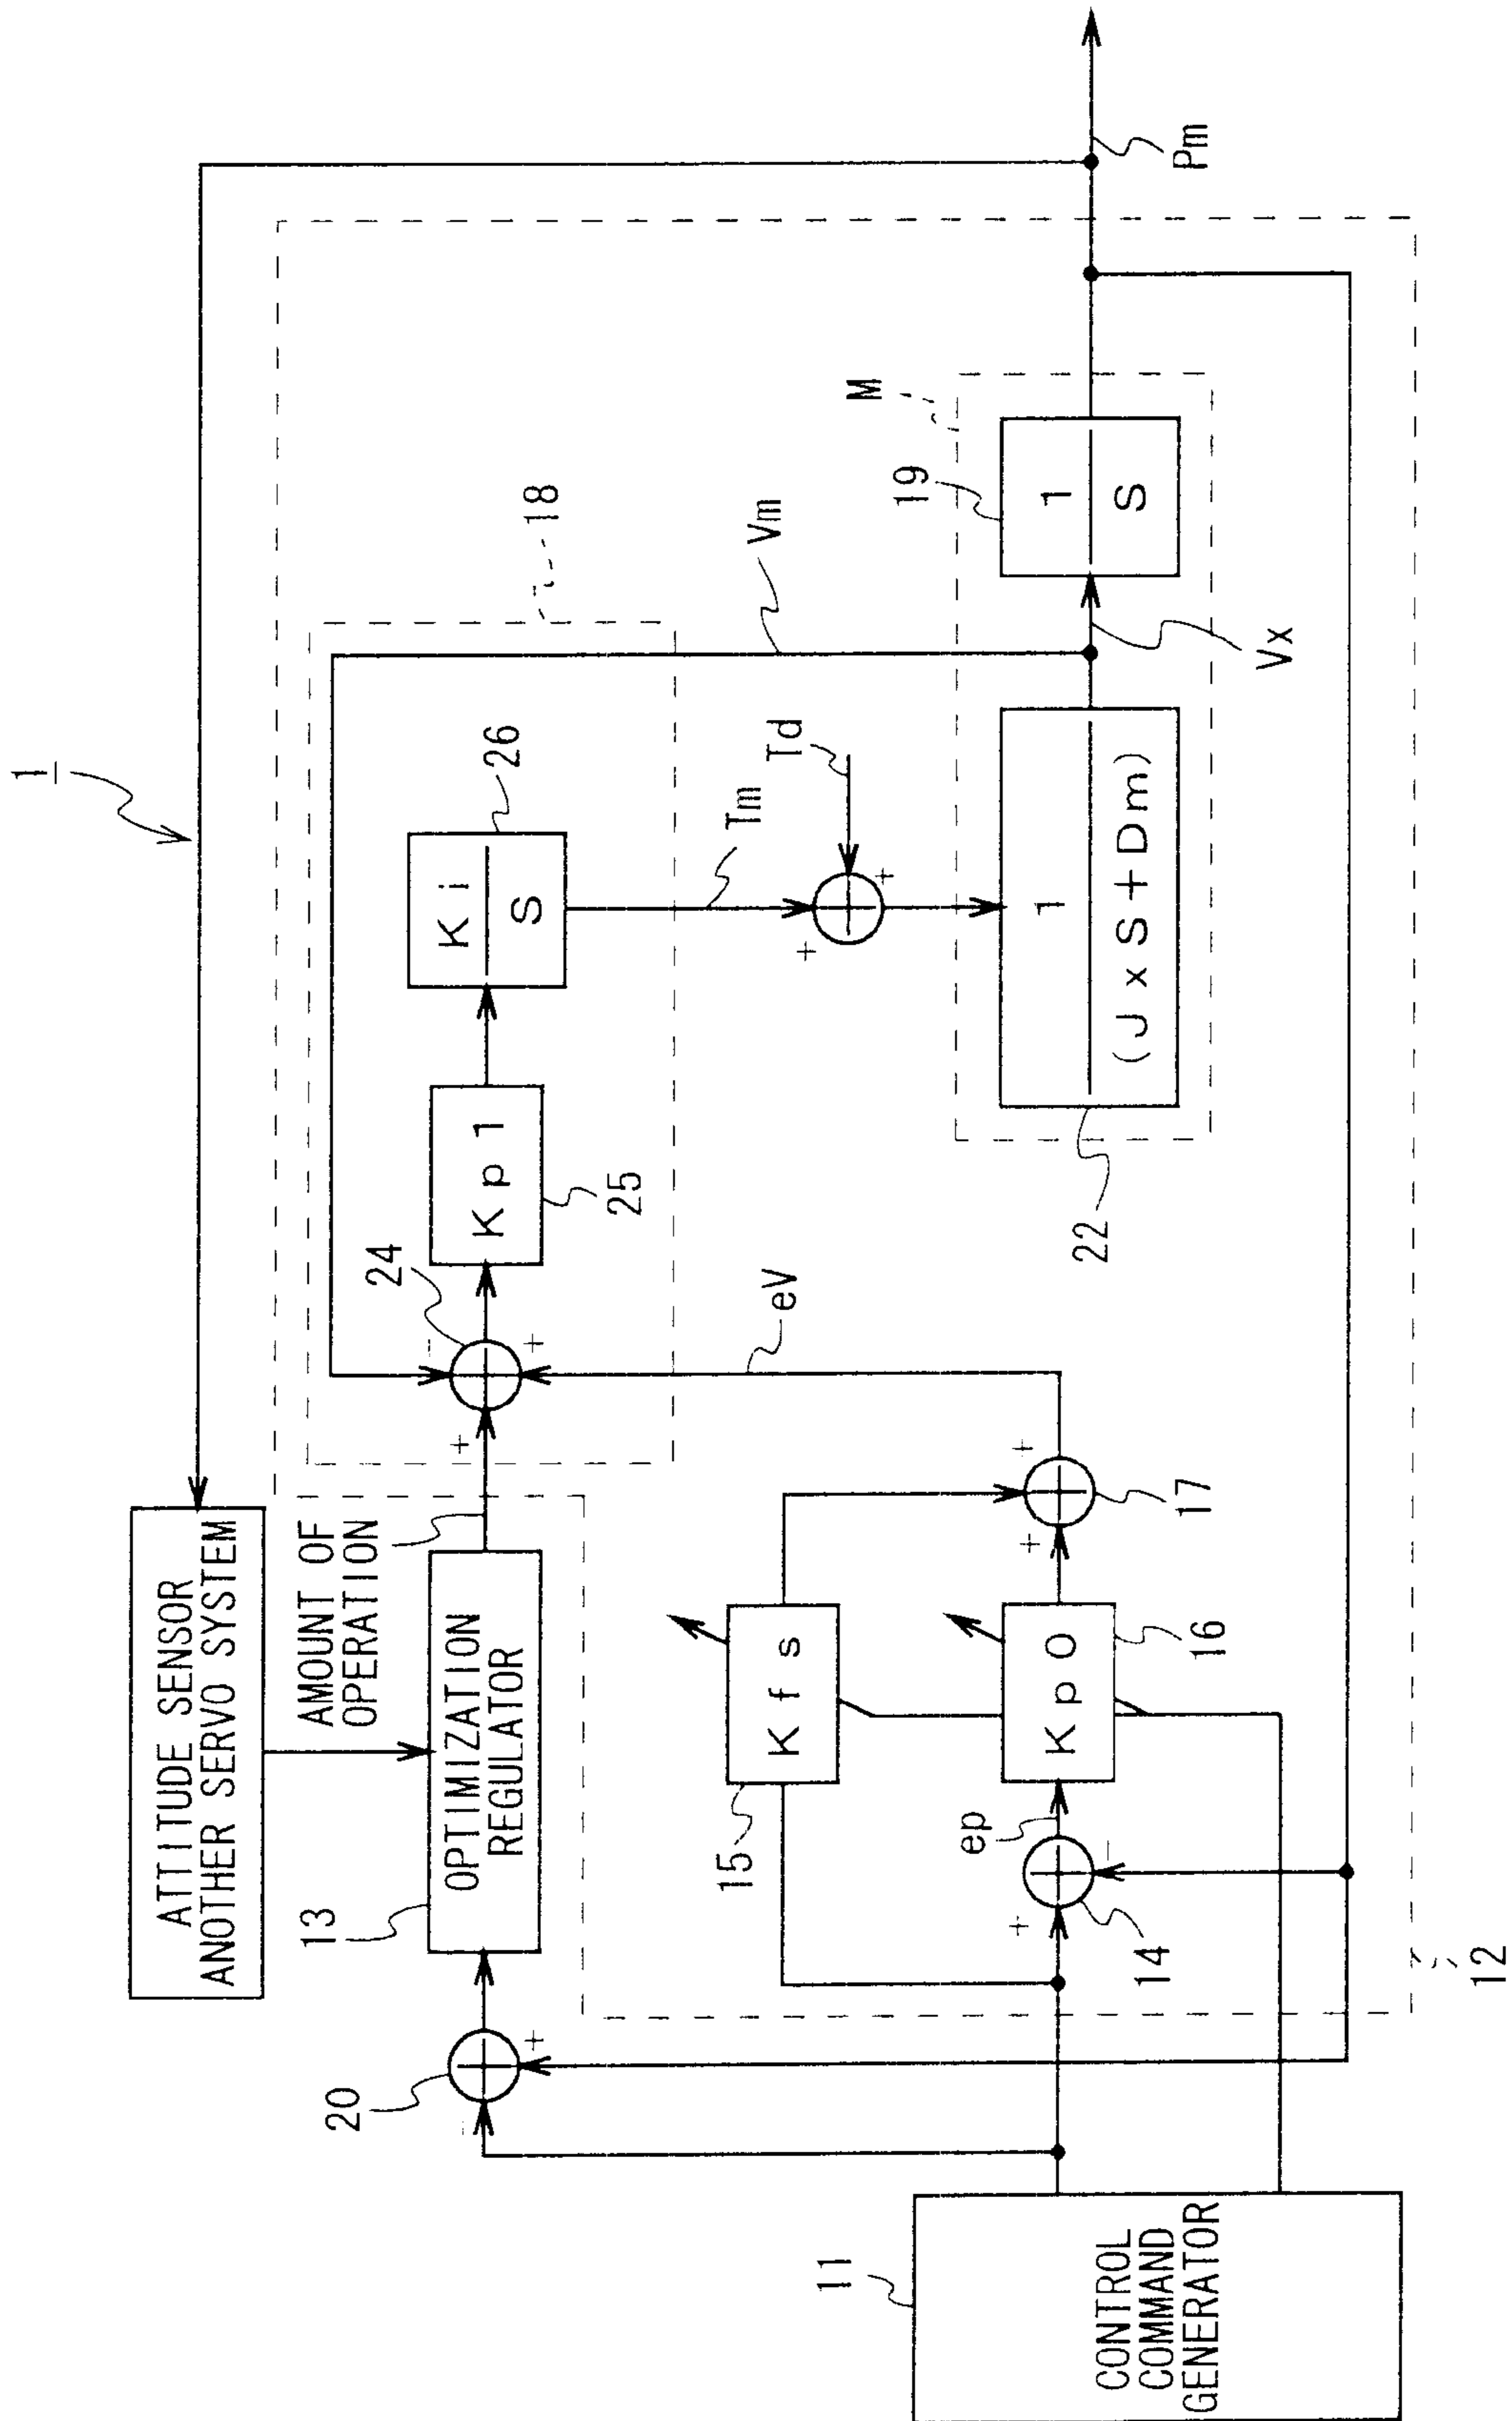 1
ATTITUDE SENSOR
ANOTHER SERVO SYSTEM
AMOUNT OF
OPERATION
13
OPTIMIZATION
REGULATOR
20
-
+
+
-
+
24
Kp1
25
Ki
S
26
18
Vm
Tm
Td
+
+
eV
M
19
1
S
Vx
Pm
1
(JxS+Dm)
22
15
Kfs
+
+
17
Kp0
16
ep
+
-
14
12
11
CONTROL
COMMAND
GENERATOR